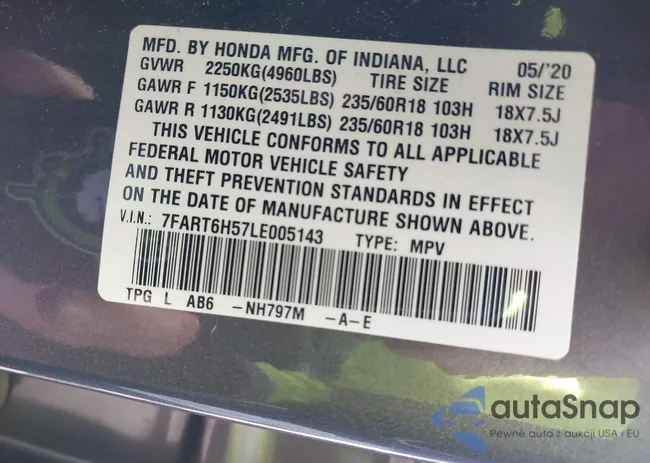 MFD. BY HONDA MFG. OF INDIANA, LLC 05/'20
GVWR 2250KG(4960LBS) TIRE SIZE RIM SIZE
GAWR F 1150KG(2535LBS) 235/60R18 103H 18X7.5J
GAWR R 1130KG(2491LBS) 235/60R18 103H 18X7.5J
THIS VEHICLE CONFORMS TO ALL APPLICABLE
FEDERAL MOTOR VEHICLE SAFETY
AND THEFT PREVENTION STANDARDS IN EFFECT
ON THE DATE OF MANUFACTURE SHOWN ABOVE.
V.I.N.: 7FART6H57LE005143 TYPE: MPV
TPG L AB6 -NH797M -A-E
autaSnap
Pewne auta z aukcji USA i EU